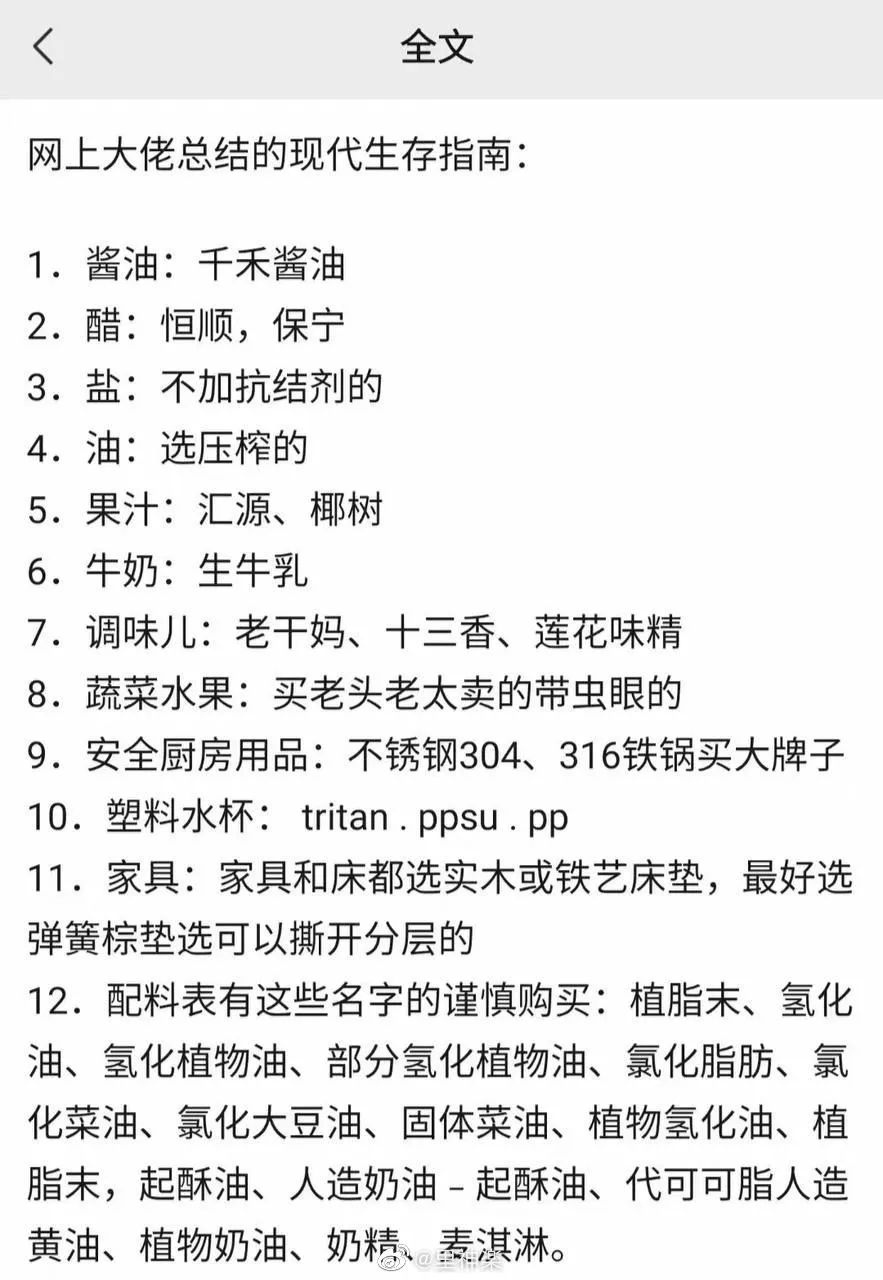 全文
网上大佬总结的现代生存指南：
1．酱油：千禾酱油
2．醋：恒顺，保宁
3．盐：不加抗结剂的
4．油：选压榨的
5．果汁：汇源、椰树
6．牛奶：生牛乳
7．调味儿：老干妈、十三香、莲花味精
8．蔬菜水果：买老头老太卖的带虫眼的
9．安全厨房用品：不锈钢304、316铁锅买大牌子
10．塑料水杯： tritan . ppsu . pp
11．家具：家具和床都选实木或铁艺床垫，最好选
弹簧棕垫选可以撕开分层的
12．配料表有这些名字的谨慎购买：植脂末、氢化
油、氢化植物油、部分氢化植物油、氯化脂肪、氯
化菜油、氯化大豆油、固体菜油、植物氢化油、植
脂末，起酥油、人造奶油－起酥油、代可可脂人造
黄油、植物奶油、奶精、麦淇淋。
@里神楽